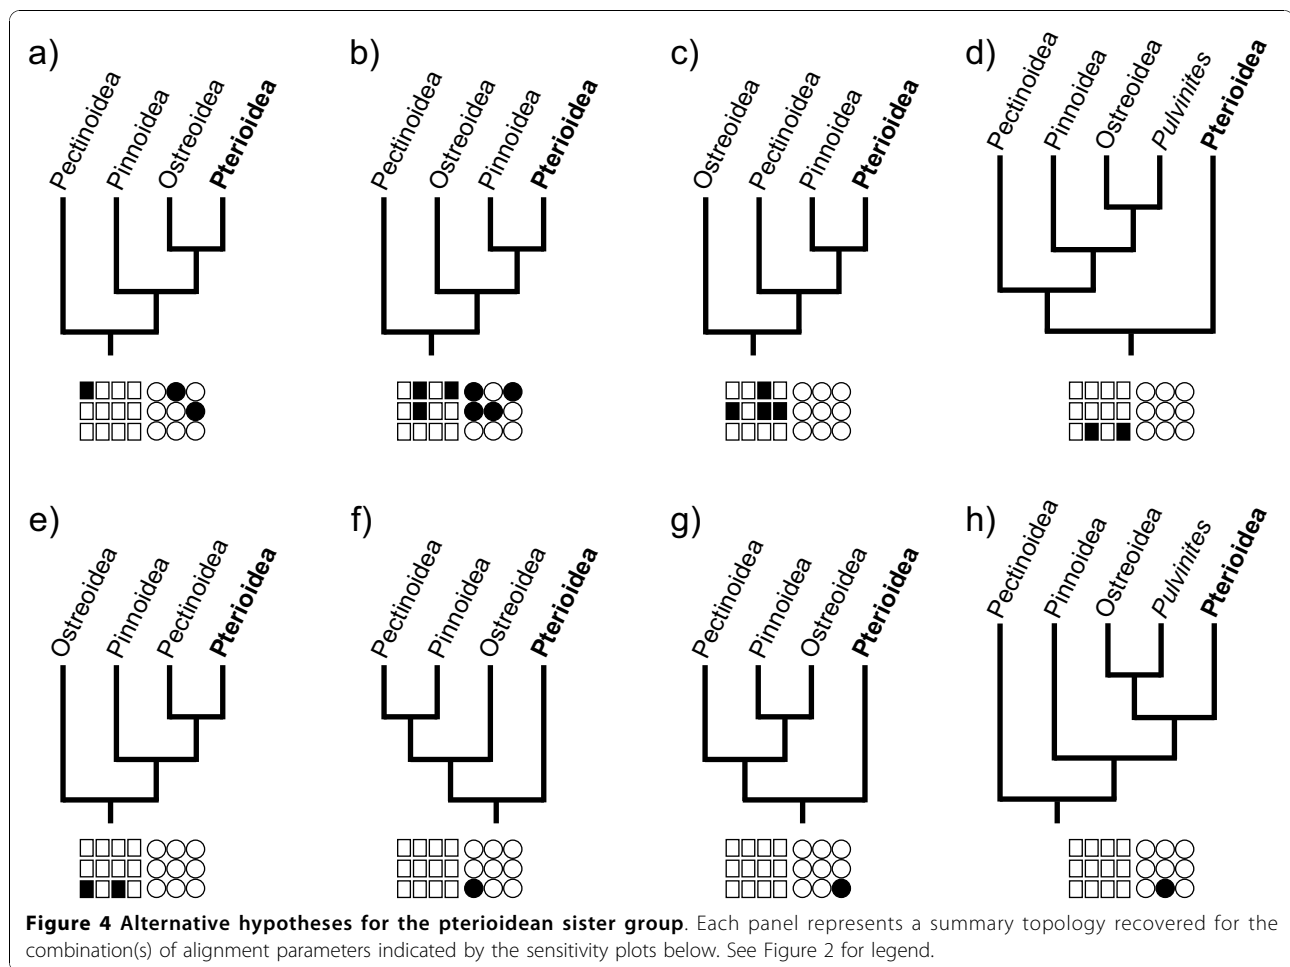 a)
Pectinoidea
Pinnoidea
Ostreoidea
Pterioidea
b)
Pectinoidea
Ostreoidea
Pinnoidea
Pterioidea
c)
Ostreoidea
Pectinoidea
Pinnoidea
Pterioidea
d)
Pectinoidea
Pinnoidea
Ostreoidea
Pulvinites
Pterioidea
e)
Ostreoidea
Pinnoidea
Pectinoidea
Pterioidea
f)
Pectinoidea
Pinnoidea
Ostreoidea
Pterioidea
g)
Pectinoidea
Pinnoidea
Ostreoidea
Pterioidea
h)
Pectinoidea
Pinnoidea
Ostreoidea
Pulvinites
Pterioidea
Figure 4 Alternative hypotheses for the pterioidean sister group. Each panel represents a summary topology recovered for the
combination(s) of alignment parameters indicated by the sensitivity plots below. See Figure 2 for legend.